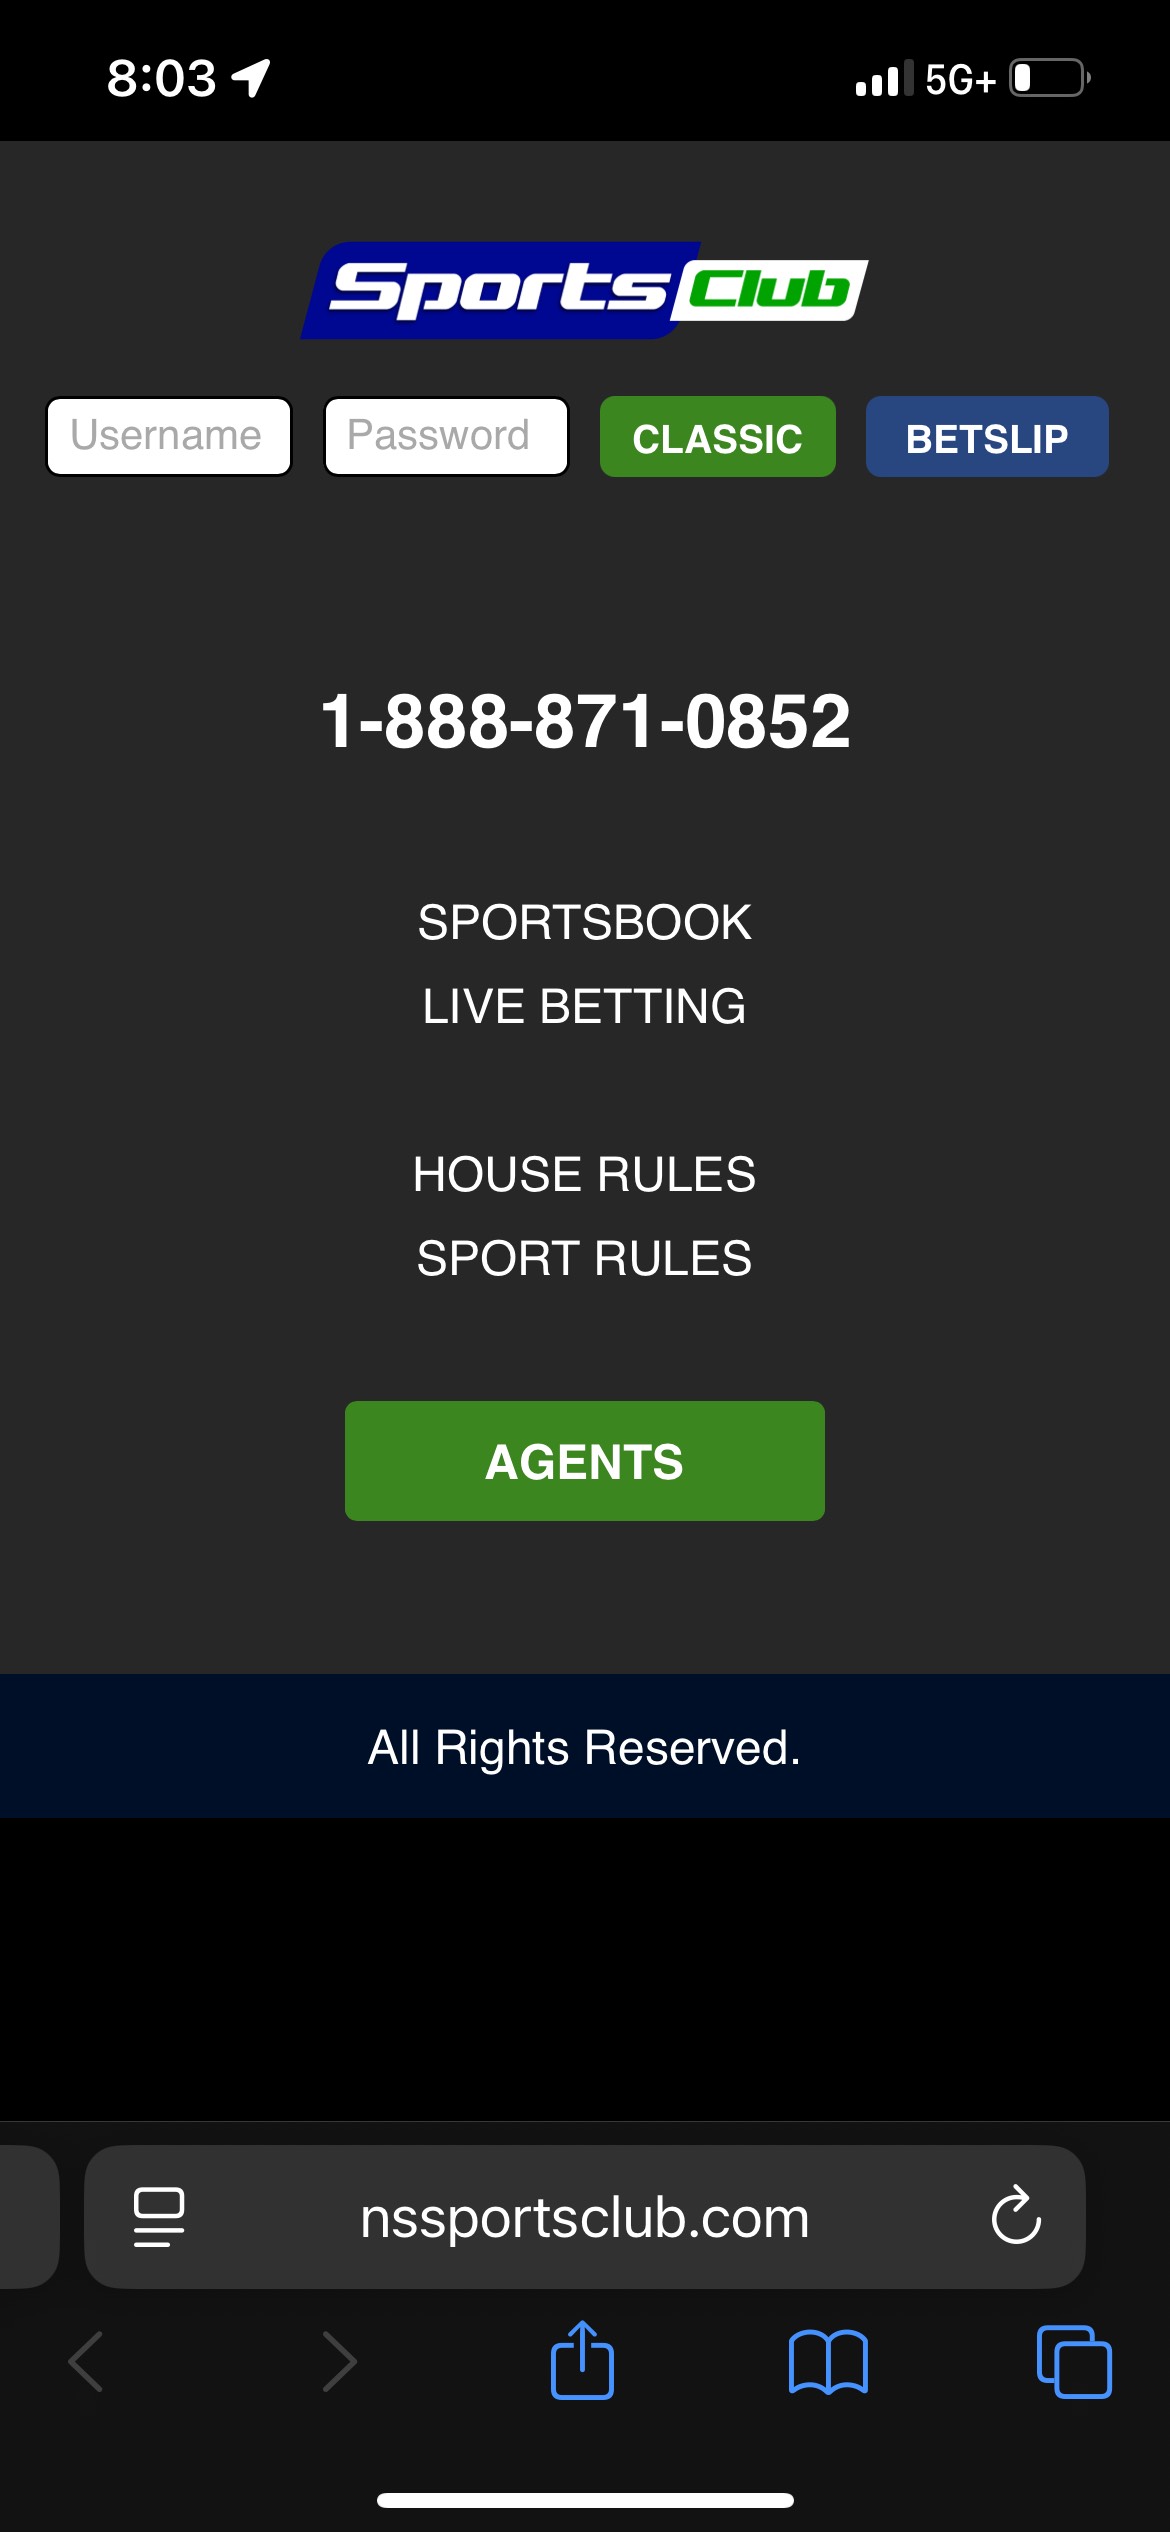 8:03 5G+
Sports Club
Username Password CLASSIC BETSLIP
1-888-871-0852
SPORTSBOOK
LIVE BETTING
HOUSE RULES
SPORT RULES
AGENTS
All Rights Reserved.
nssportsclub.com